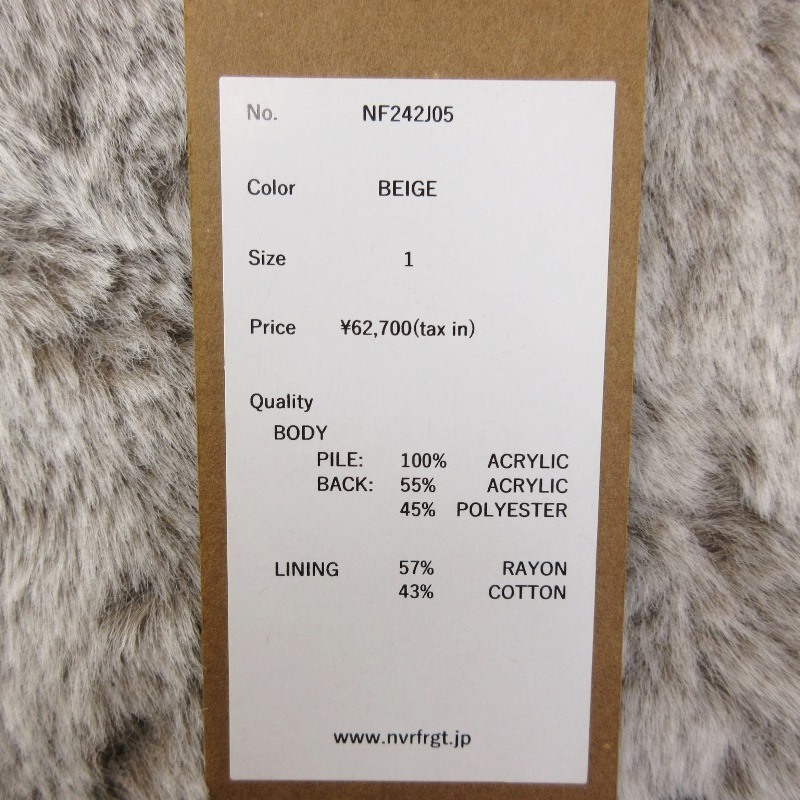 No. NF242J05
Color BEIGE
Size 1
Price ¥62,700(tax in)
Quality
BODY
PILE: 100% ACRYLIC
BACK: 55% ACRYLIC
45% POLYESTER
LINING 57% RAYON
43% COTTON
www.nvrfrgt.jp